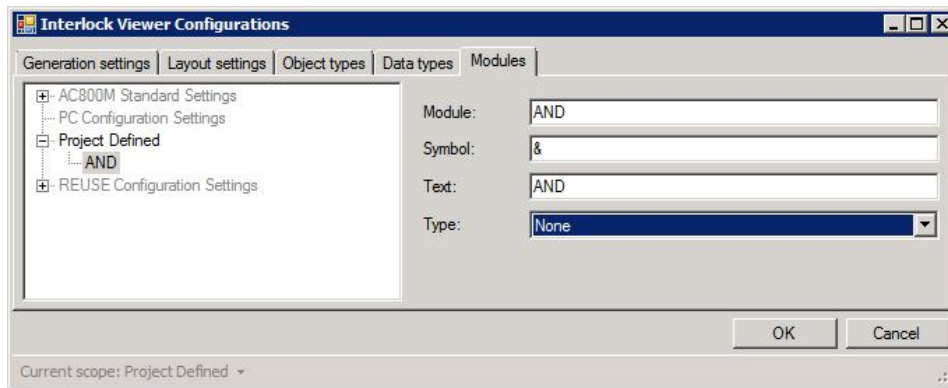 Interlock Viewer Configurations
Generation settings Layout settings Object types Data types Modules
AC800M Standard Settings
PC Configuration Settings
Project Defined
AND
REUSE Configuration Settings
Module: AND
Symbol: &
Text: AND
Type: None
OK Cancel
Current scope: Project Defined